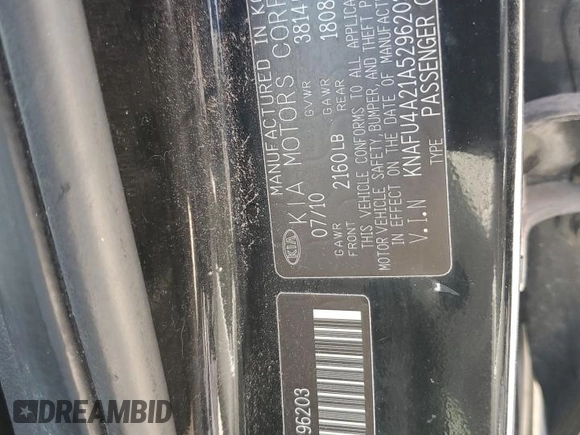 MANUFACTURED IN KO
KIA
KIA MOTORS CORP
07/10
GVWR
3814
GAWR
FRONT
2160LB
GAWR
REAR
1808
THIS VEHICLE CONFORMS TO ALL APPLICA
MOTOR VEHICLE SAFETY BUMPER, AND THEFT P
IN EFFECT ON THE DATE OF MANUFACT
V.I.N
KNAFU4A21A529620
TYPE
PASSENGER C
96203
DREAMBID